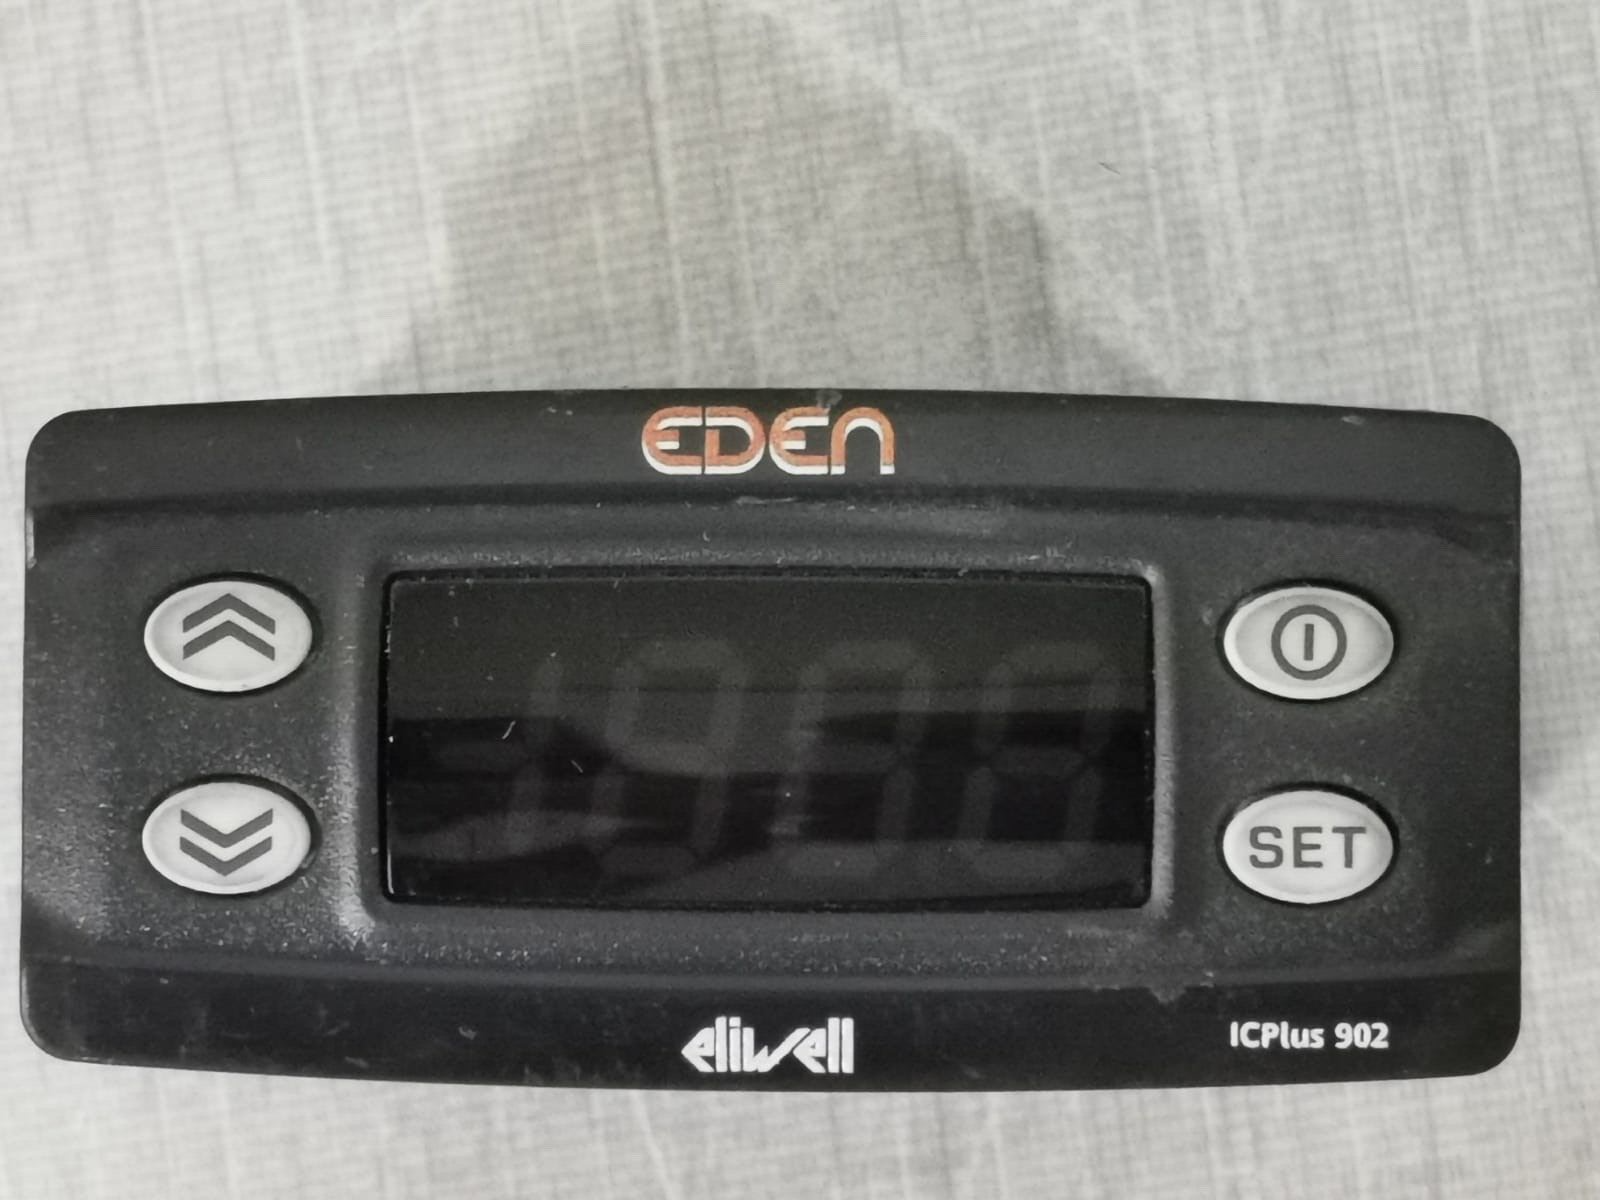 EDEN
SET
eliwell
ICPlus 902